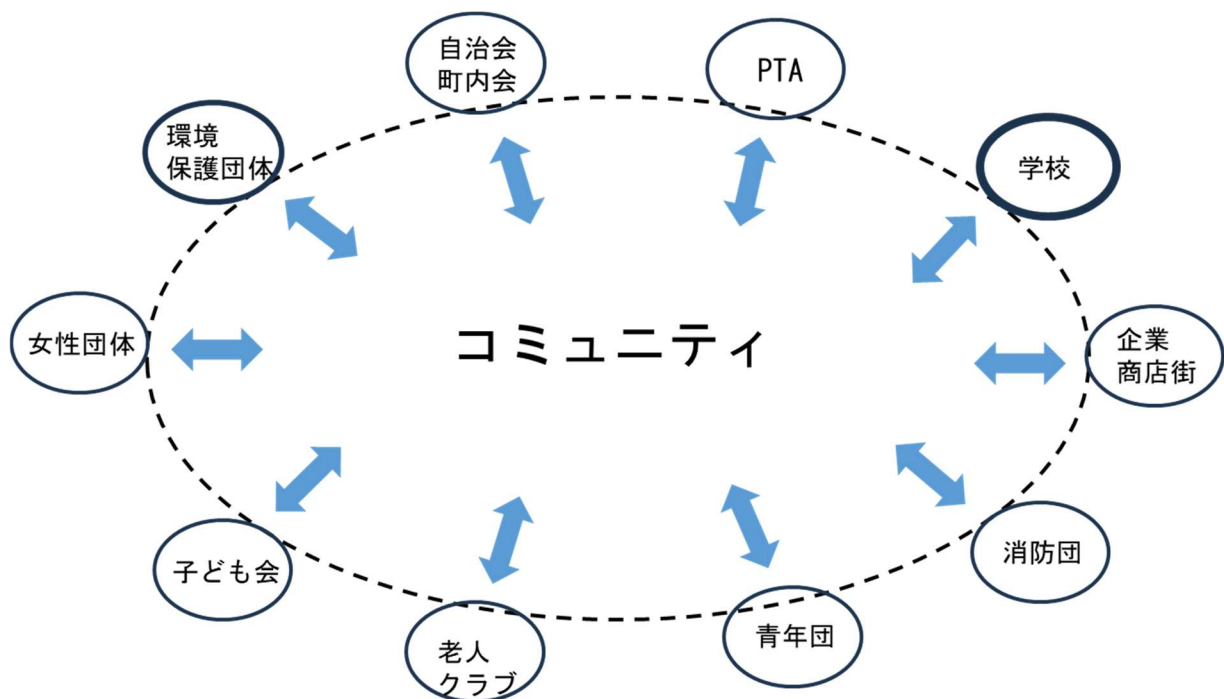 自治会
町内会
PTA
環境
保護団体
学校
女性団体
コミュニティ
企業
商店街
子ども会
消防団
老人
クラブ
青年団